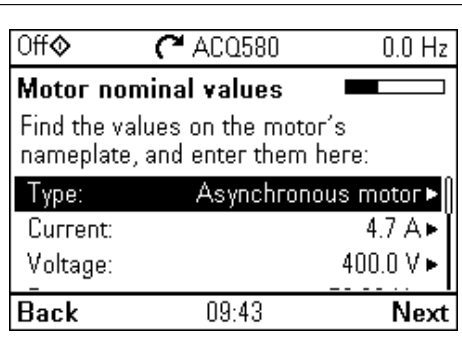 Off ACQ580 0.0 Hz
Motor nominal values
Find the values on the motor's
nameplate, and enter them here:
Type: Asynchronous motor
Current: 4.7 A
Voltage: 400.0 V
Back 09:43 Next